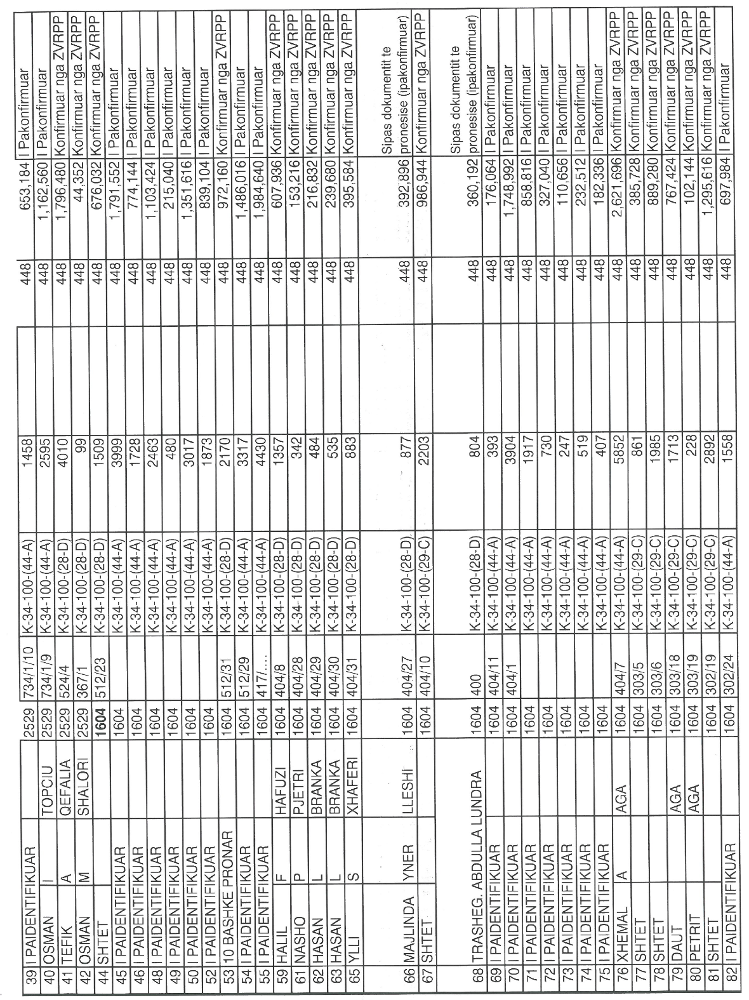 39 I PAIDENTIFIKUAR 2529 734/1/10 K-34-100-(44-A) 1458 448 653,184 I Pakonfirmuar
40 OSMAN I TOPCIU 2529 734/1/9 K-34-100-(44-A) 2595 448 1,162,560 I Pakonfirmuar
41 TEFIK A QEFALIA 2529 524/4 K-34-100-(28-D) 4010 448 1,796,480 Konfirmuar nga ZVRPP
42 OSMAN M SHALORI 2529 367/1 K-34-100-(28-D) 99 448 44,352 Konfirmuar nga ZVRPP
44 SHTET 1604 512/23 K-34-100-(28-D) 1509 448 676,032 Konfirmuar nga ZVRPP
45 I PAIDENTIFIKUAR 1604 K-34-100-(44-A) 3999 448 1,791,552 I Pakonfirmuar
46 I PAIDENTIFIKUAR 1604 K-34-100-(44-A) 1728 448 774,144 I Pakonfirmuar
48 I PAIDENTIFIKUAR 1604 K-34-100-(44-A) 2463 448 1,103,424 I Pakonfirmuar
49 I PAIDENTIFIKUAR 1604 K-34-100-(44-A) 480 448 215,040 I Pakonfirmuar
50 I PAIDENTIFIKUAR 1604 K-34-100-(44-A) 3017 448 1,351,616 I Pakonfirmuar
52 I PAIDENTIFIKUAR 1604 K-34-100-(44-A) 1873 448 839,104 I Pakonfirmuar
53 10 BASHKE PRONAR 1604 512/31 K-34-100-(28-D) 2170 448 972,160 Konfirmuar nga ZVRPP
54 I PAIDENTIFIKUAR 1604 512/29 K-34-100-(44-A) 3317 448 1,486,016 I Pakonfirmuar
55 I PAIDENTIFIKUAR 1604 417/.... K-34-100-(44-A) 4430 448 1,984,640 I Pakonfirmuar
59 HALIL F HAFUZI 1604 404/8 K-34-100-(28-D) 1357 448 607,936 Konfirmuar nga ZVRPP
61 NASHO P PJETRI 1604 404/28 K-34-100-(28-D) 342 448 153,216 Konfirmuar nga ZVRPP
62 HASAN L BRANKA 1604 404/29 K-34-100-(28-D) 484 448 216,832 Konfirmuar nga ZVRPP
63 HASAN L BRANKA 1604 404/30 K-34-100-(28-D) 535 448 239,680 Konfirmuar nga ZVRPP
65 YLLI S XHAFERI 1604 404/31 K-34-100-(28-D) 883 448 395,584 Konfirmuar nga ZVRPP
Sipas dokumentit te
66 MAJLINDA YNER LLESHI 1604 404/27 K-34-100-(28-D) 877 448 392,896 pronesise (ipakonfirmuar)
67 SHTET 1604 404/10 K-34-100-(29-C) 2203 448 986,944 Konfirmuar nga ZVRPP
Sipas dokumentit te
68 TRASHEG. ABDULLA LUNDRA 1604 400 K-34-100-(28-D) 804 448 360,192 pronesise (ipakonfirmuar)
69 I PAIDENTIFIKUAR 1604 404/11 K-34-100-(44-A) 393 448 176,064 I Pakonfirmuar
70 I PAIDENTIFIKUAR 1604 404/1 K-34-100-(44-A) 3904 448 1,748,992 I Pakonfirmuar
71 I PAIDENTIFIKUAR 1604 K-34-100-(44-A) 1917 448 858,816 I Pakonfirmuar
72 I PAIDENTIFIKUAR 1604 K-34-100-(44-A) 730 448 327,040 I Pakonfirmuar
73 I PAIDENTIFIKUAR 1604 K-34-100-(44-A) 247 448 110,656 I Pakonfirmuar
74 I PAIDENTIFIKUAR 1604 K-34-100-(44-A) 519 448 232,512 I Pakonfirmuar
75 I PAIDENTIFIKUAR 1604 K-34-100-(44-A) 407 448 182,336 I Pakonfirmuar
76 XHEMAL A AGA 1604 404/7 K-34-100-(44-A) 5852 448 2,621,696 Konfirmuar nga ZVRPP
77 SHTET 1604 303/5 K-34-100-(29-C) 861 448 385,728 Konfirmuar nga ZVRPP
78 SHTET 1604 303/6 K-34-100-(29-C) 1985 448 889,280 Konfirmuar nga ZVRPP
79 DAUT AGA 1604 303/18 K-34-100-(29-C) 1713 448 767,424 Konfirmuar nga ZVRPP
80 PETRIT AGA 1604 303/19 K-34-100-(29-C) 228 448 102,144 Konfirmuar nga ZVRPP
81 SHTET 1604 302/19 K-34-100-(29-C) 2892 448 1,295,616 Konfirmuar nga ZVRPP
82 I PAIDENTIFIKUAR 1604 302/24 K-34-100-(44-A) 1558 448 697,984 I Pakonfirmuar